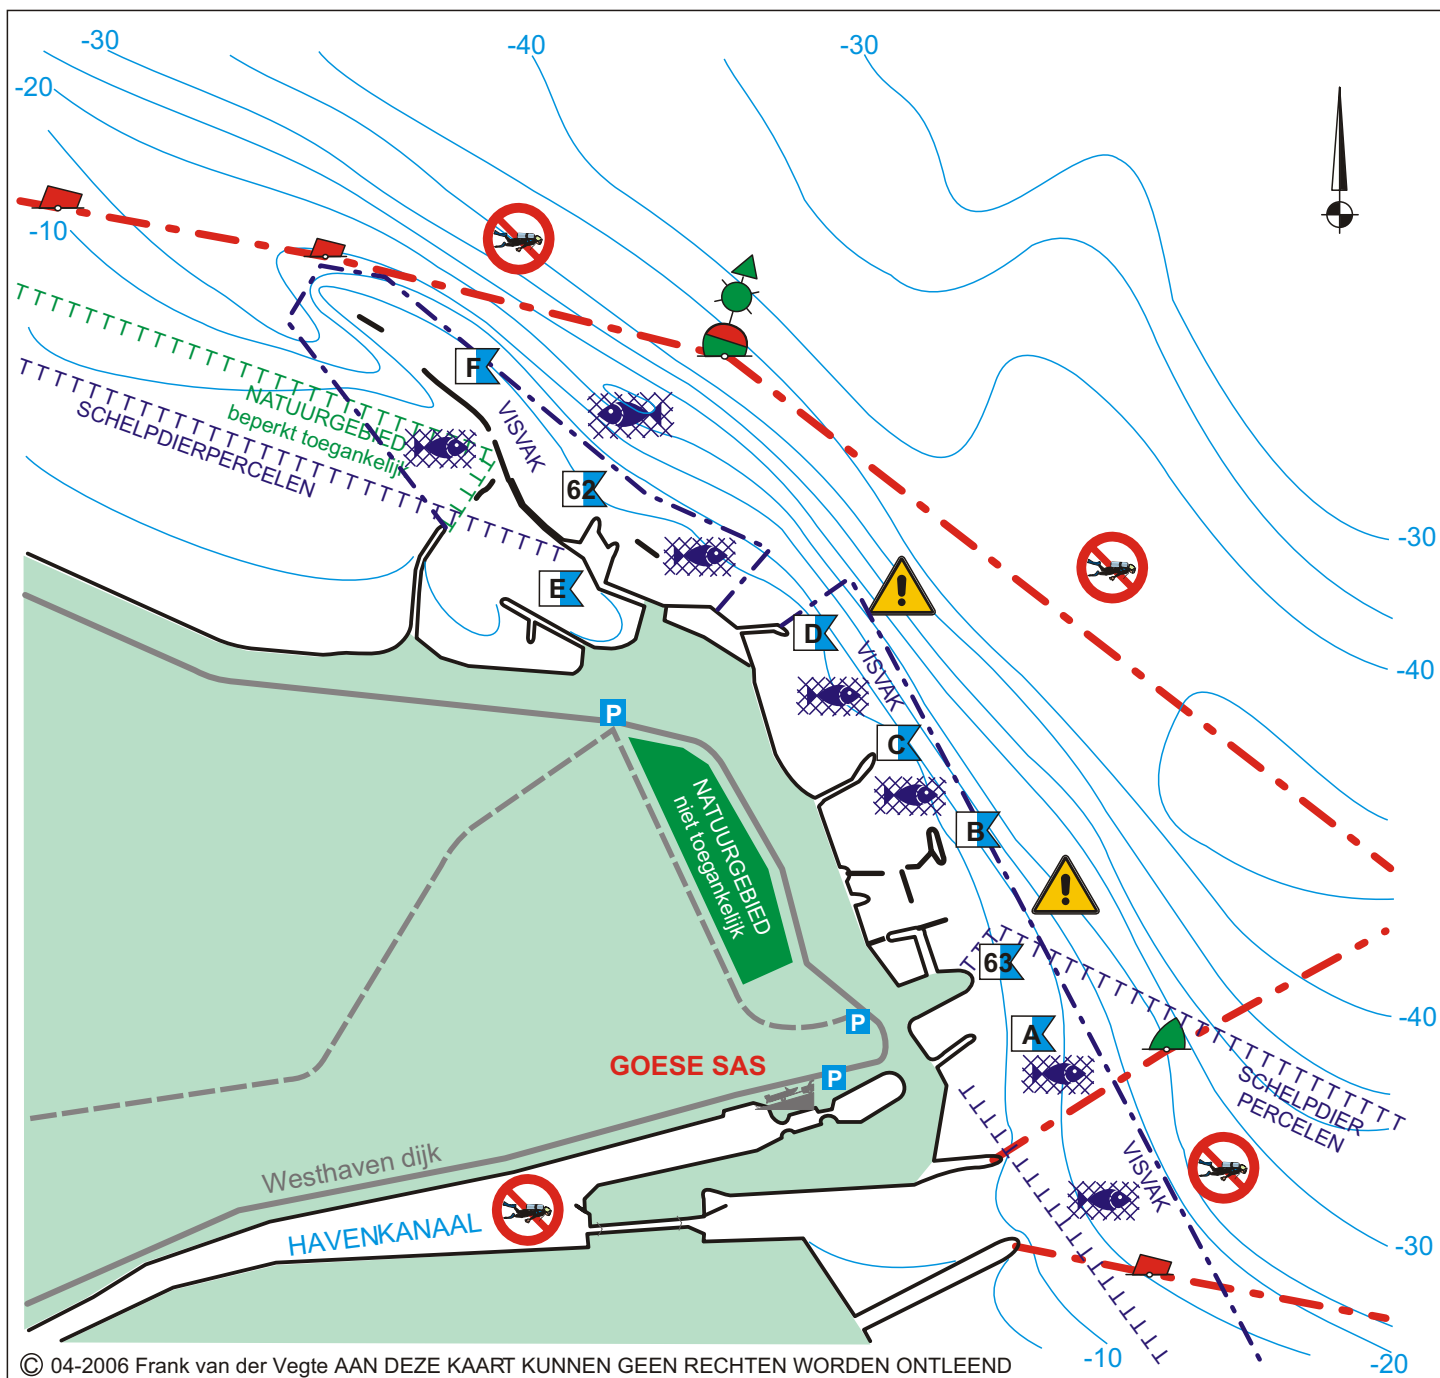 -30
-40
-30
-20
-10
F
NATUURGEBIED
beperkt toegankelijk
SCHELPDIERPERCELEN
VISVAK
62
-30
E
D
-40
VISVAK
P
C
NATUURGEBIED
niet toegankelijk
B
63
P
-40
A
GOESE SAS
P
SCHELPDIER
PERCELEN
Westhaven dijk
VISVAK
HAVENKANAAL
-30
-10
-20
© 04-2006 Frank van der Vegte AAN DEZE KAART KUNNEN GEEN RECHTEN WORDEN ONTLEEND